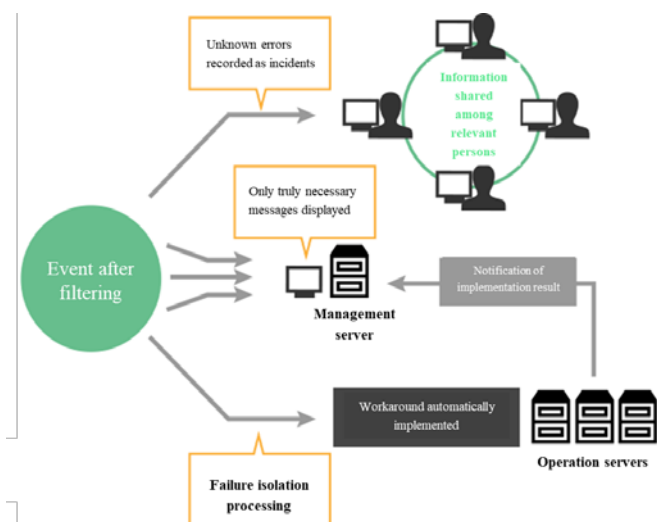 Unknown errors
recorded as incidents
Information
shared
among
relevant
persons
Only truly necessary
messages displayed
Event after
filtering
Management
server
Notification of
implementation result
Workaround automatically
implemented
Operation servers
Failure isolation
processing